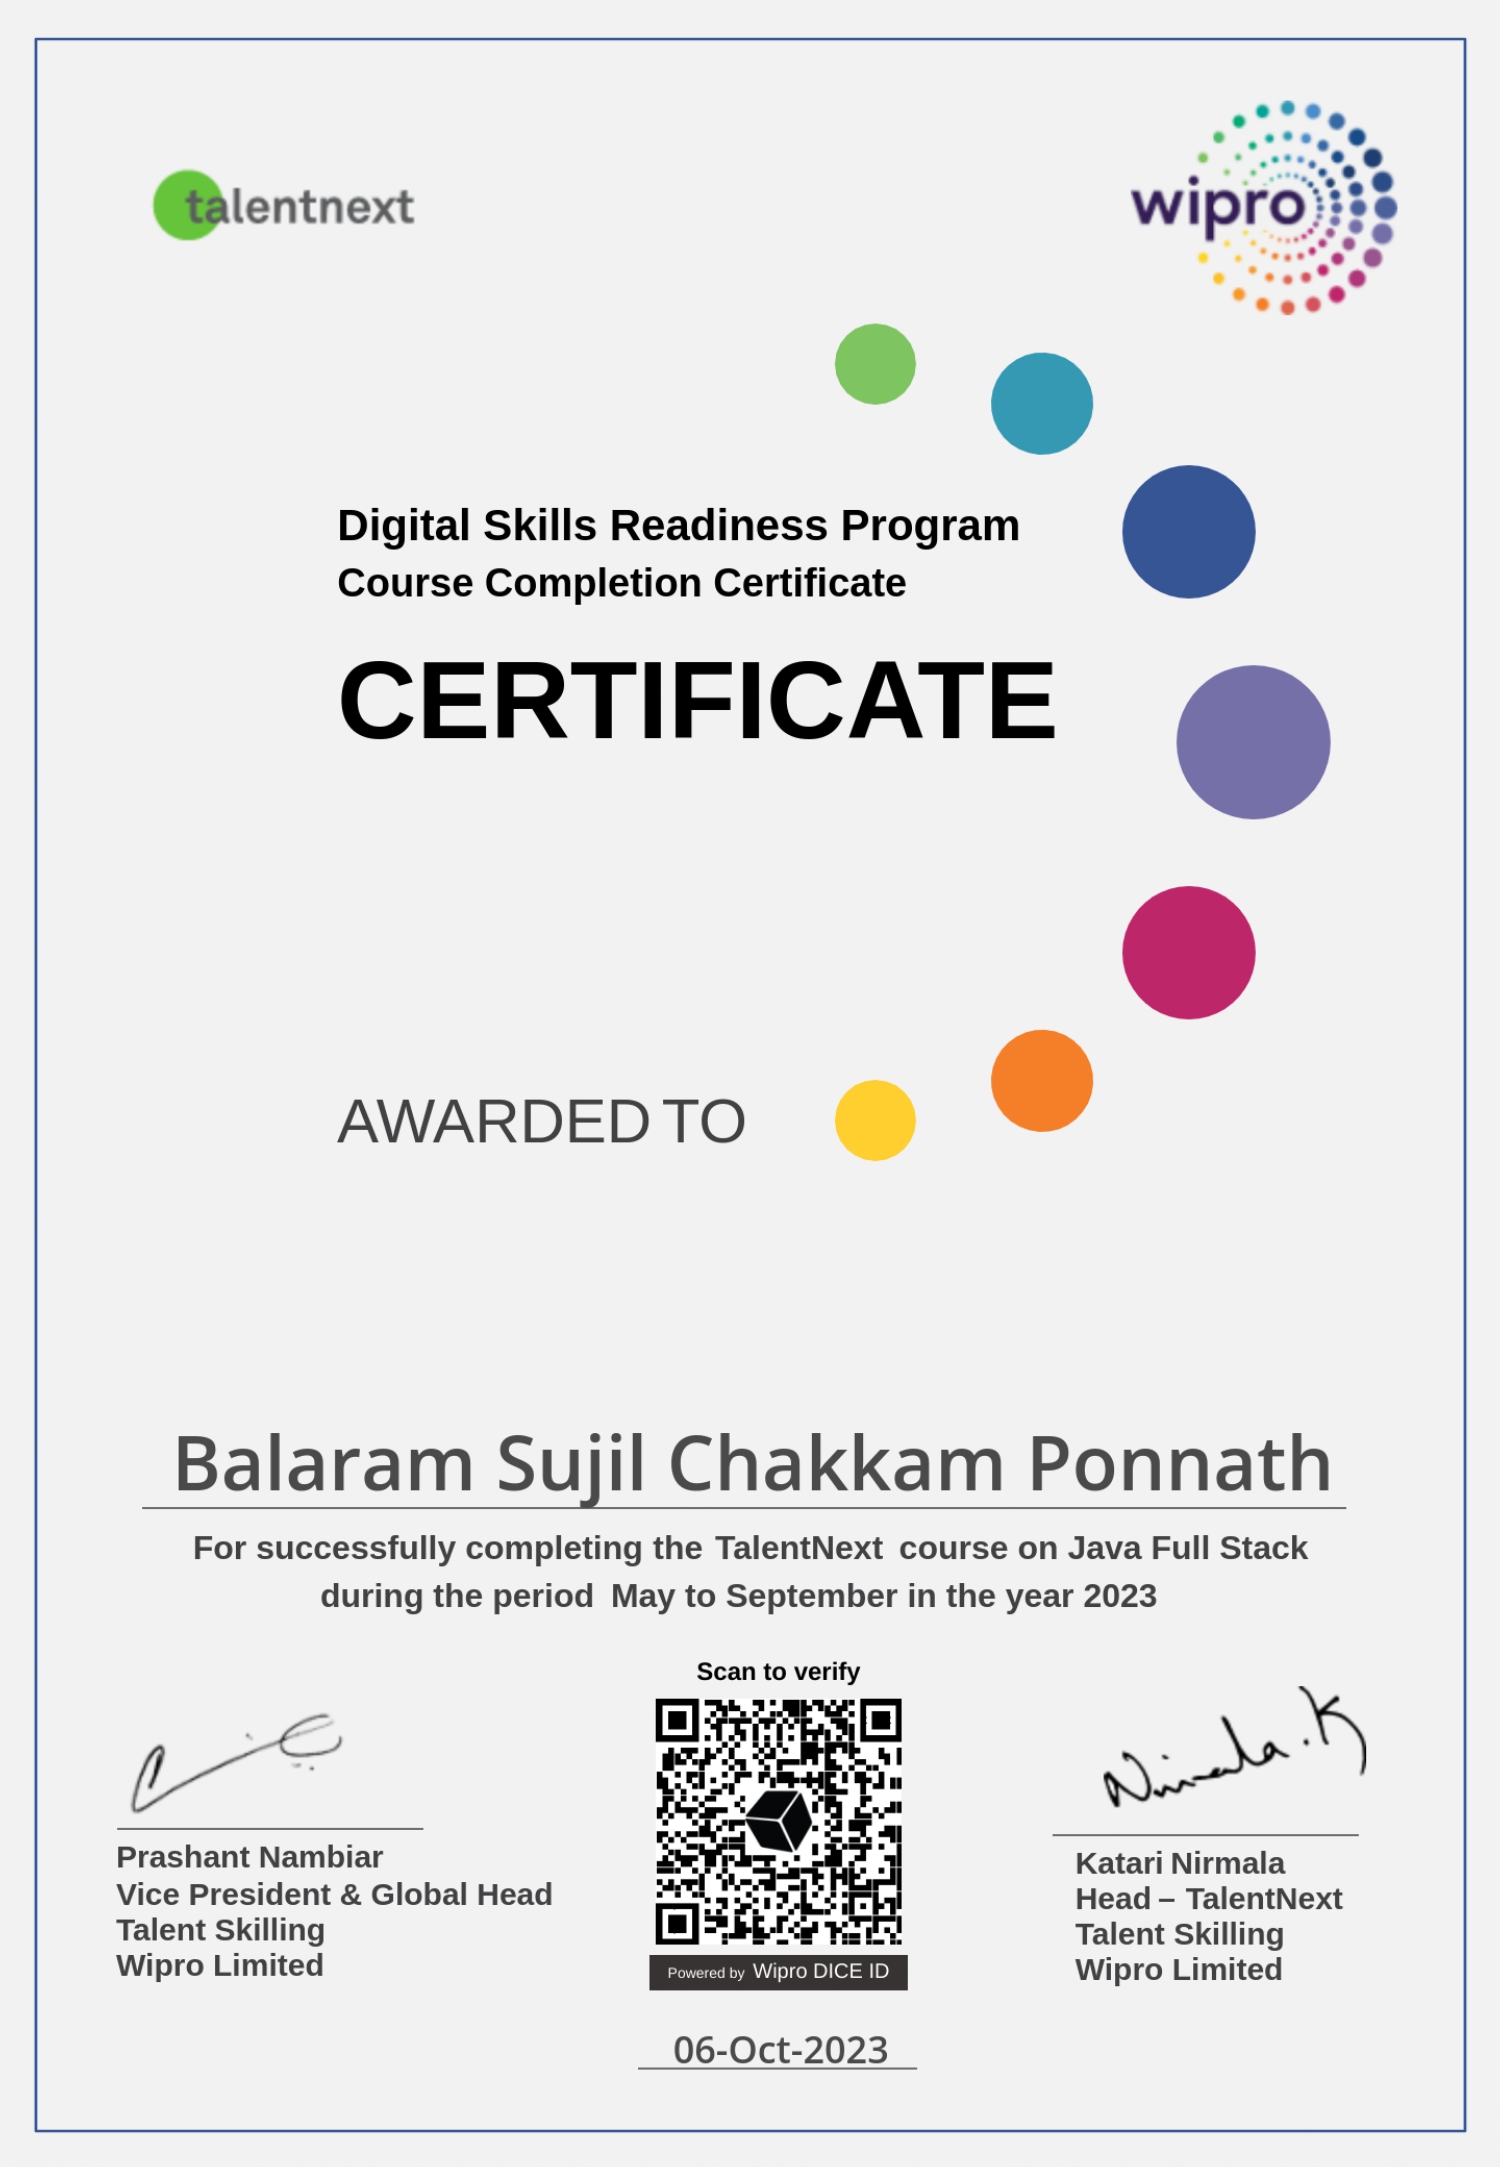 talentnext
wipro
Digital Skills Readiness Program
Course Completion Certificate
CERTIFICATE
AWARDED TO
Balaram Sujil Chakkam Ponnath
For successfully completing the TalentNext course on Java Full Stack
during the period May to September in the year 2023
Scan to verify
Nirmala.K
Prashant Nambiar
Vice President & Global Head
Talent Skilling
Wipro Limited
Powered by Wipro DICE ID
Katari Nirmala
Head – TalentNext
Talent Skilling
Wipro Limited
06-Oct-2023